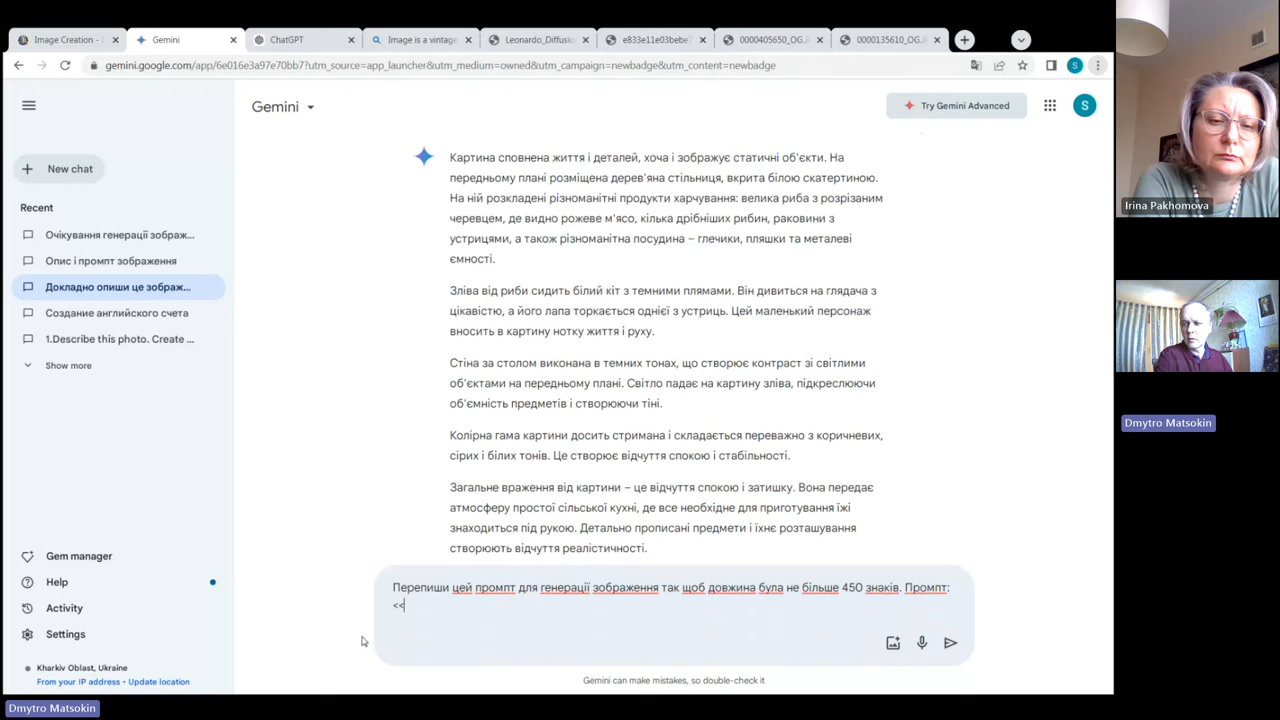 Image Creation -
Gemini
ChatGPT
Image is a vintage
Leonardo_Diffusio
e833e11e03bebe7
0000405650_OG.
0000135610_OG.
gemini.google.com/app/6e016e3a97e70bb7?utm_source=app_launcher&utm_medium=owned&utm_campaign=newbadge&utm_content=newbadge
S
Gemini
Try Gemini Advanced
S
New chat
Recent
Очікування генерації зображ...
Опис і промпт зображення
Докладно опиши це зображ...
Создание английского счета
1.Describe this photo. Create ...
Show more
Картина сповнена життя і деталей, хоча і зображує статичні об'єкти. На
передньому плані розміщена дерев'яна стільниця, вкрита білою скатертиною.
На ній розкладені різноманітні продукти харчування: велика риба з розрізаним
черевцем, де видно рожеве м'ясо, кілька дрібніших рибин, раковини з
устрицями, а також різноманітна посудина – глечики, пляшки та металеві
ємності.
Зліва від риби сидить білий кіт з темними плямами. Він дивиться на глядача з
цікавістю, а його лапа торкається однієї з устриць. Цей маленький персонаж
вносить в картину нотку життя і руху.
Стіна за столом виконана в темних тонах, що створює контраст зі світлими
об'єктами на передньому плані. Світло падає на картину зліва, підкреслюючи
об'ємність предметів і створюючи тіні.
Колірна гама картини досить стримана і складається переважно з коричневих,
сірих і білих тонів. Це створює відчуття спокою і стабільності.
Загальне враження від картини – це відчуття спокою і затишку. Вона передає
атмосферу простої сільської кухні, де все необхідне для приготування їжі
знаходиться під рукою. Детально прописані предмети і їхнє розташування
створюють відчуття реалістичності.
Перепиши цей промпт для генерації зображення так щоб довжина була не більше 450 знаків. Промпт:
<<
Gem manager
Help
Activity
Settings
Kharkiv Oblast, Ukraine
From your IP address • Update location
Gemini can make mistakes, so double-check it
Irina Pakhomova
Dmytro Matsokin
Dmytro Matsokin